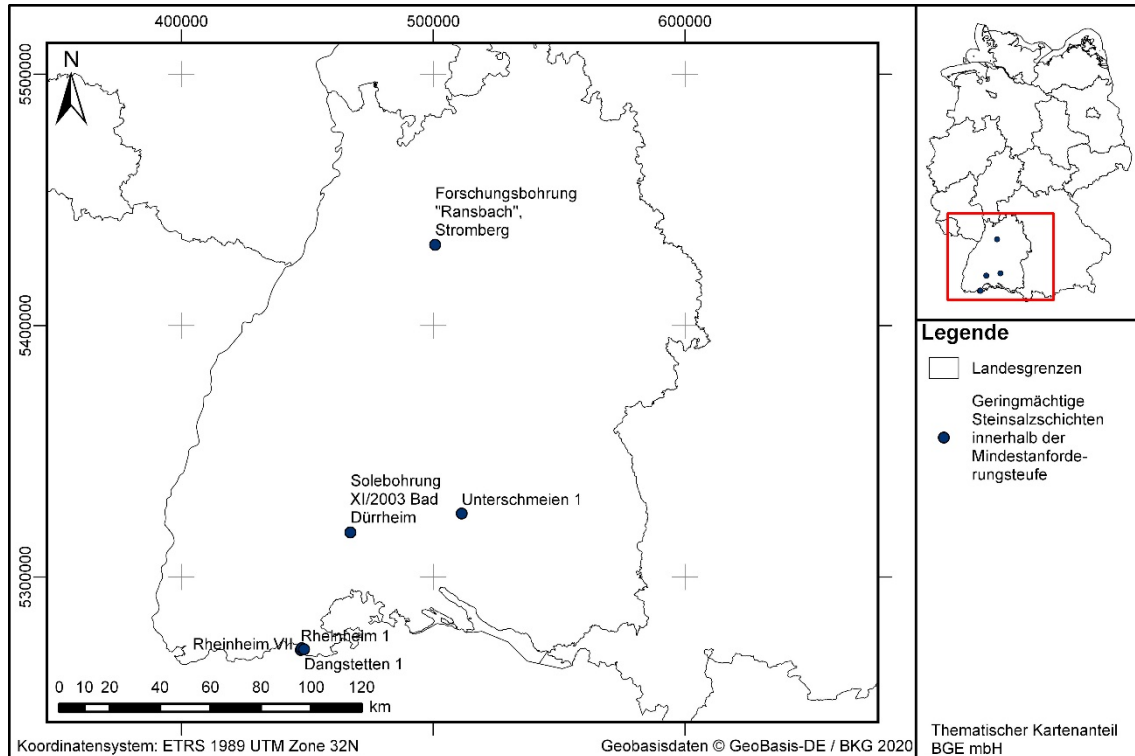 400000
500000
600000
5500000
5400000
5300000
N
Forschungsbohrung
"Ransbach",
Stromberg
Solebohrung
XI/2003 Bad
Dürrheim
Unterschmeien 1
Rheinheim VII
Rheinheim 1
Dangstetten 1
0 10 20 40 60 80 100 120
km
Koordinatensystem: ETRS 1989 UTM Zone 32N
Geobasisdaten © GeoBasis-DE / BKG 2020
Legende
Landesgrenzen
Geringmächtige
Steinsalzschichten
innerhalb der
Mindestanforde-
rungsteufe
Thematischer Kartenanteil
BGE mbH